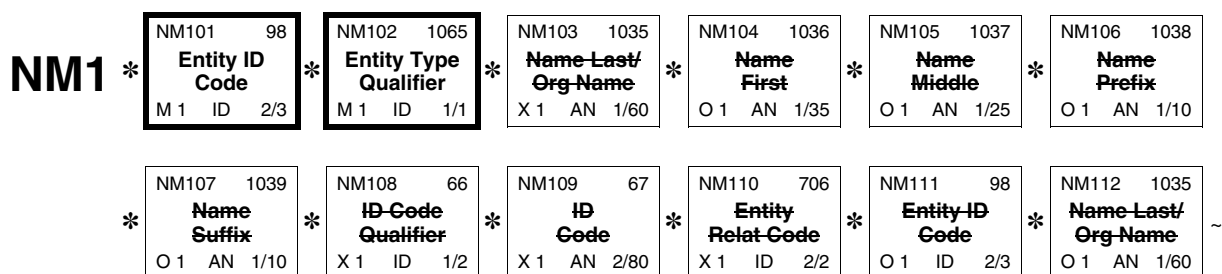 NM101 98 NM102 1065 NM103 1035 NM104 1036 NM105 1037 NM106 1038
NM1 * Entity ID Code * Entity Type Qualifier * Name Last/ Org Name * Name First * Name Middle * Name Prefix
M 1 ID 2/3 M 1 ID 1/1 X 1 AN 1/60 O 1 AN 1/35 O 1 AN 1/25 O 1 AN 1/10
NM107 1039 NM108 66 NM109 67 NM110 706 NM111 98 NM112 1035
* Name Suffix * ID Code Qualifier * ID Code * Entity Relat Code * Entity ID Code * Name Last/ Org Name ~
O 1 AN 1/10 X 1 ID 1/2 X 1 AN 2/80 X 1 ID 2/2 O 1 ID 2/3 O 1 AN 1/60